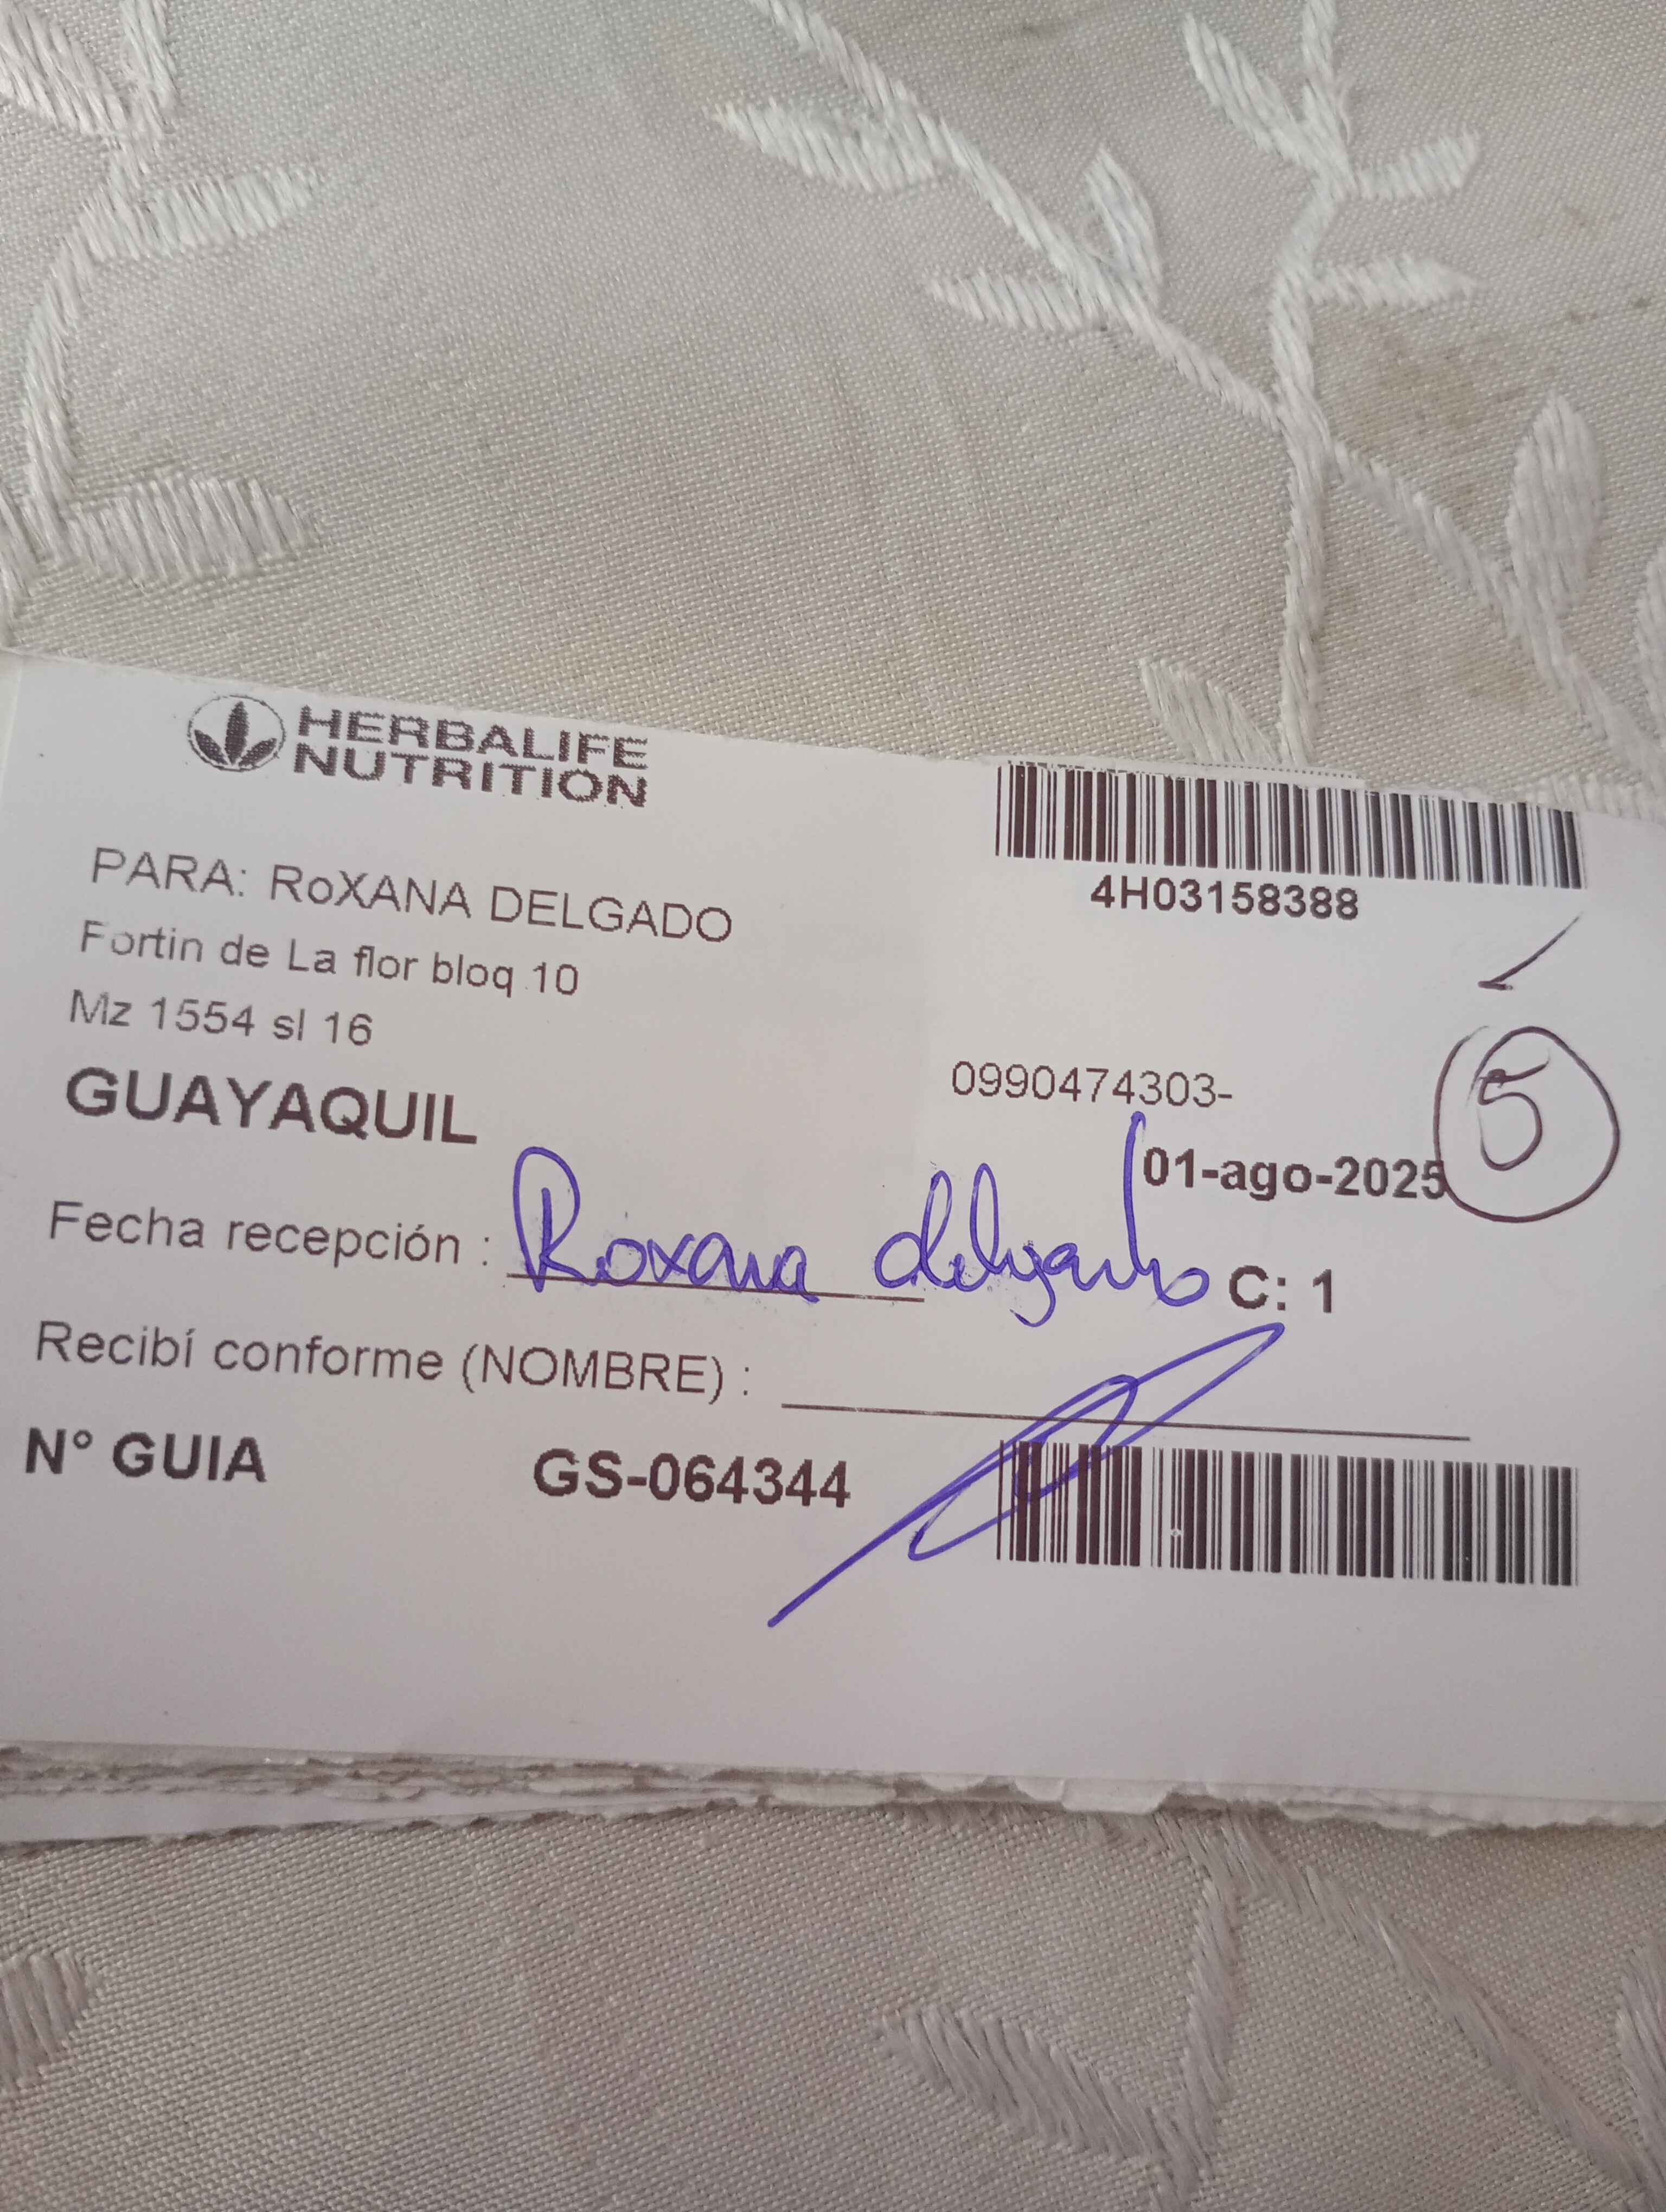 HERBALIFE
NUTRITION
4H03158388
PARA: RoXANA DELGADO
Fortin de La flor bloq 10
Mz 1554 sl 16
0990474303-
5
GUAYAQUIL
01-ago-2025
Fecha recepción : Roxana delgado C: 1
Recibí conforme (NOMBRE) :
N° GUIA GS-064344